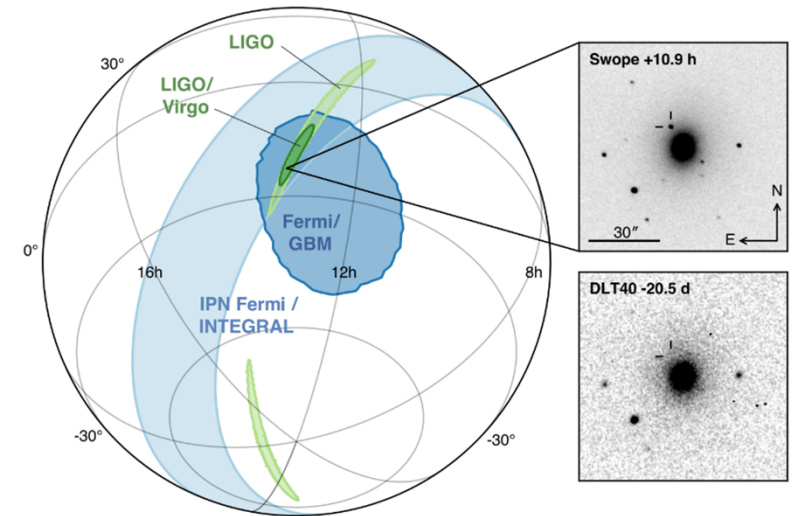 LIGO
30°
LIGO/
Virgo
Fermi/
GBM
0°
16h
12h
8h
IPN Fermi /
INTEGRAL
-30°
-30°
Swope +10.9 h
N
30″
E
DLT40 -20.5 d